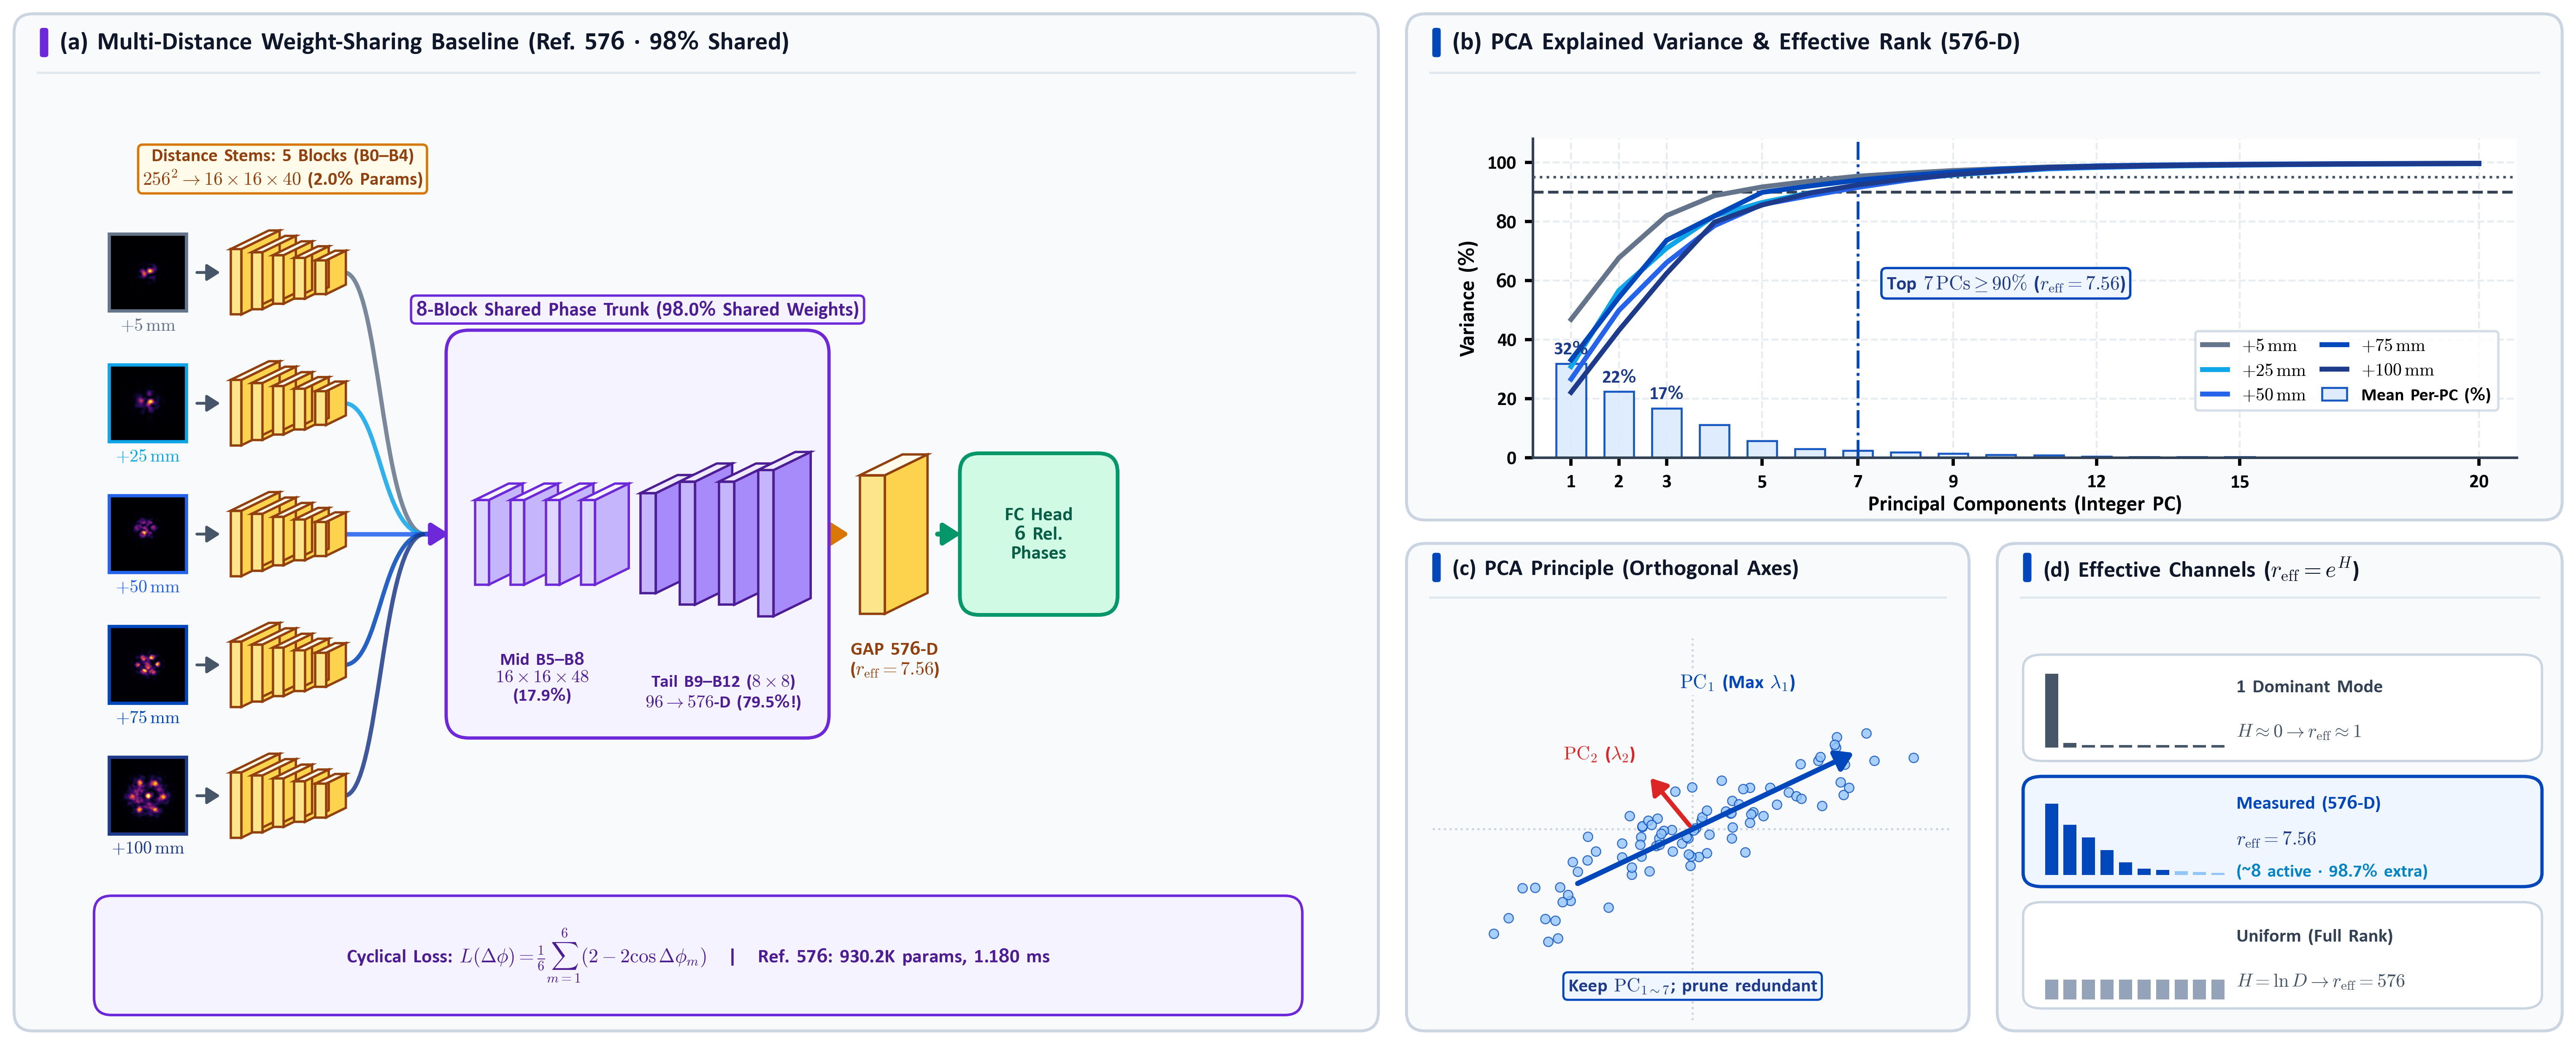 (a) Multi-Distance Weight-Sharing Baseline (Ref. 576 · 98% Shared)
Distance Stems: 5 Blocks (B0–B4)
256² → 16 × 16 × 40 (2.0% Params)
+5 mm
+25 mm
+50 mm
+75 mm
+100 mm
8-Block Shared Phase Trunk (98.0% Shared Weights)
Mid B5–B8
16 × 16 × 48
(17.9%)
Tail B9–B12 (8 × 8)
96 → 576-D (79.5%!)
GAP 576-D
(r_eff = 7.56)
FC Head
6 Rel.
Phases
Cyclical Loss: L(Δϕ) = 1/6 ∑_{m=1}^{6} (2 − 2cos Δϕ_m) | Ref. 576: 930.2K params, 1.180 ms
(b) PCA Explained Variance & Effective Rank (576-D)
Variance (%)
100
80
60
40
20
0
32%
22%
17%
Top 7 PCs ≥ 90% (r_eff = 7.56)
+5 mm
+25 mm
+50 mm
+75 mm
+100 mm
Mean Per-PC (%)
1 2 3 5 7 9 12 15 20
Principal Components (Integer PC)
(c) PCA Principle (Orthogonal Axes)
PC₁ (Max λ₁)
PC₂ (λ₂)
Keep PC₁~₇; prune redundant
(d) Effective Channels (r_eff = e^H)
1 Dominant Mode
H ≈ 0 → r_eff ≈ 1
Measured (576-D)
r_eff = 7.56
(~8 active · 98.7% extra)
Uniform (Full Rank)
H = ln D → r_eff = 576